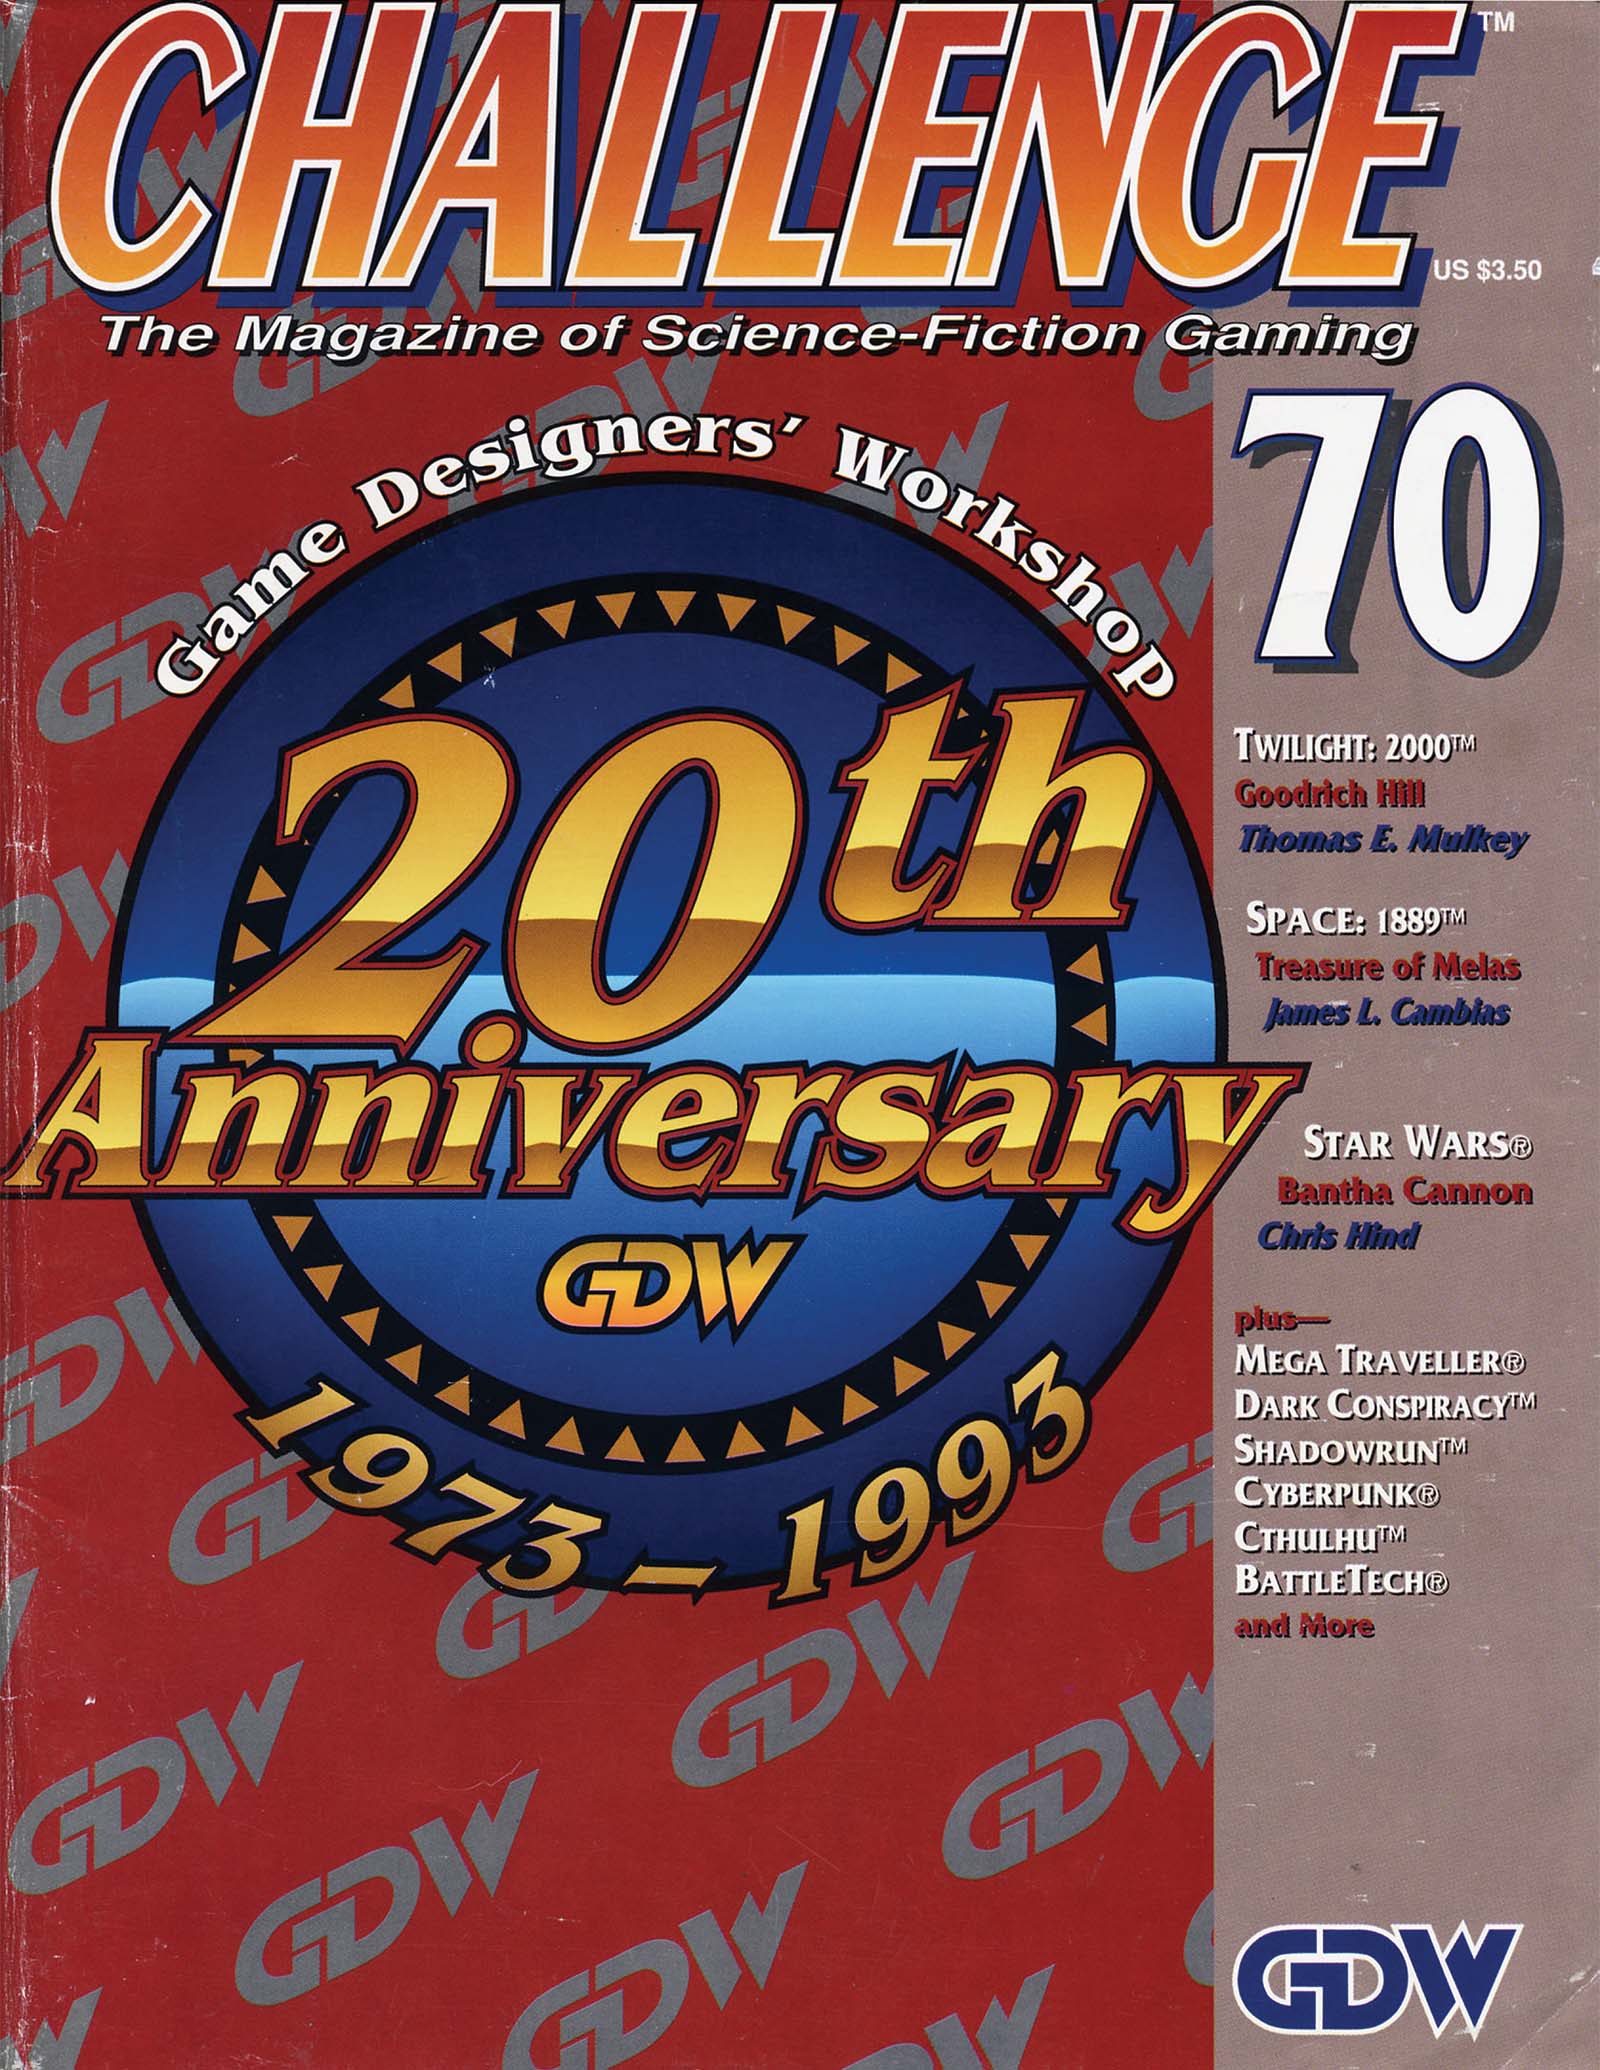 CHALLENGE™
US $3.50
The Magazine of Science-Fiction Gaming
70
Game Designers' Workshop
20th
Anniversary
GDW
1973–1993
TWILIGHT: 2000™
Goodrich Hill
Thomas E. Mulkey
SPACE: 1889™
Treasure of Melas
James L. Cambias
STAR WARS®
Bantha Cannon
Chris Hind
plus—
MEGA TRAVELLER®
DARK CONSPIRACY™
SHADOWRUN™
CYBERPUNK®
CTHULHU™
BATTLETECH®
and More
GDW